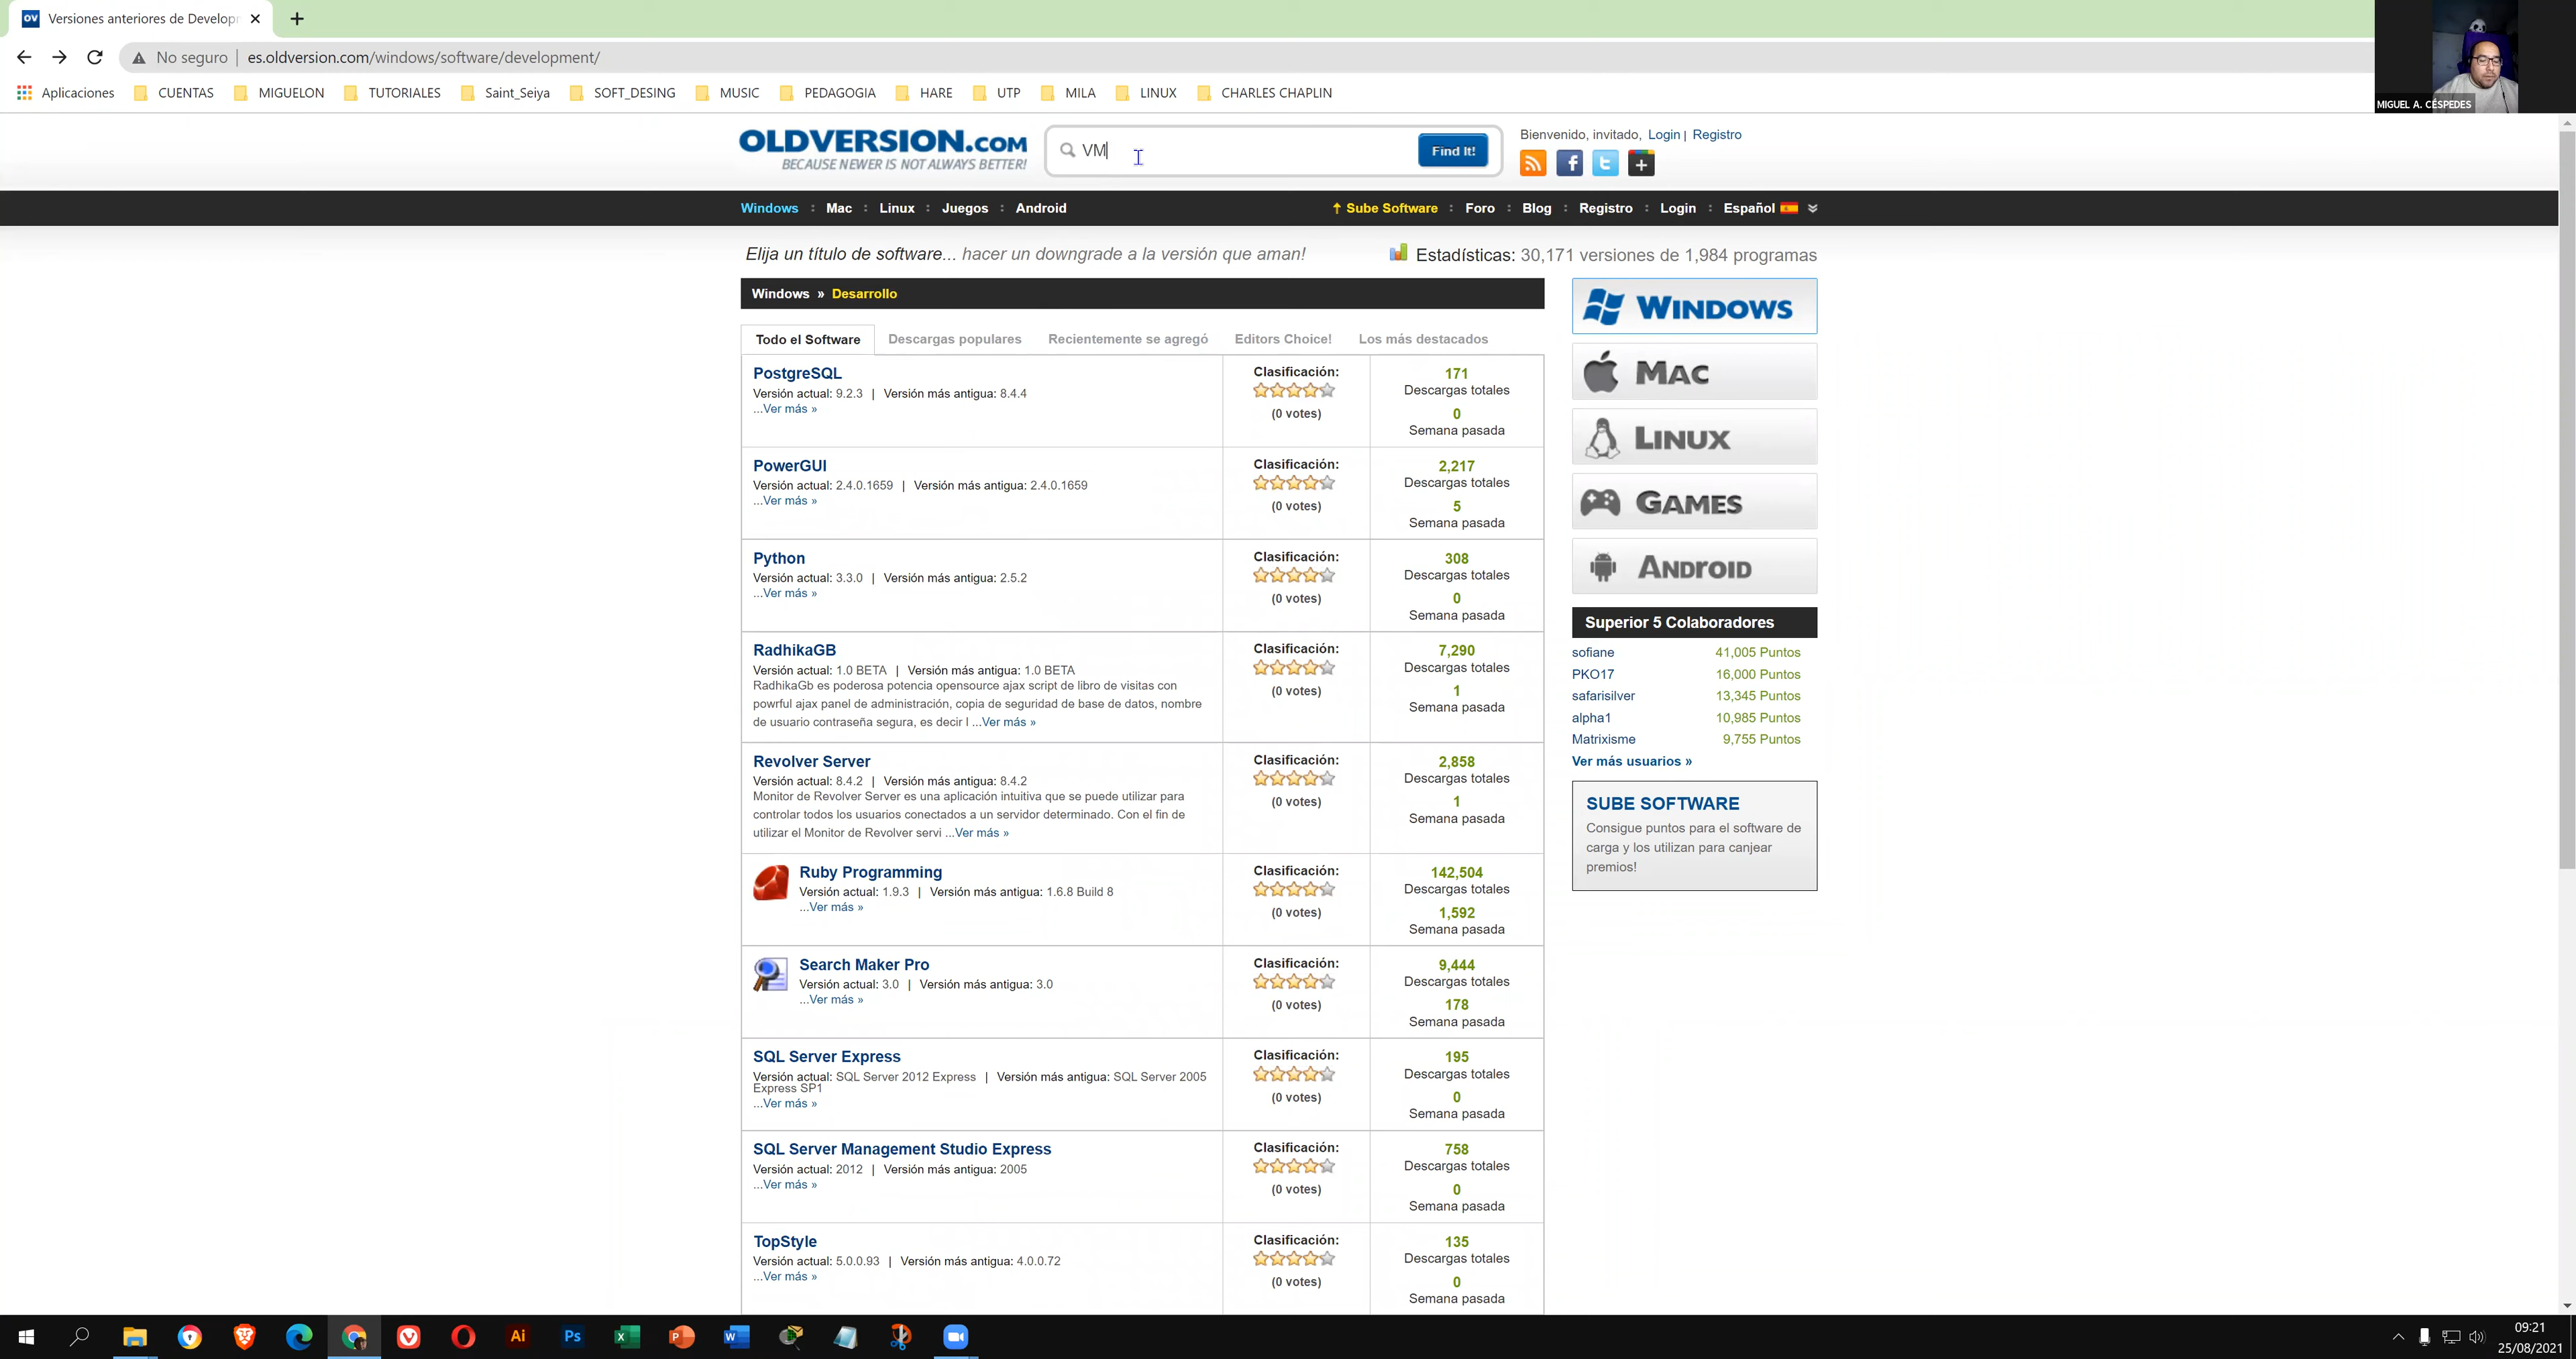 OV Versiones anteriores de Develop
No seguro | es.oldversion.com/windows/software/development/
Aplicaciones CUENTAS MIGUELON TUTORIALES Saint_Seiya SOFT_DESING MUSIC PEDAGOGIA HARE UTP MILA LINUX CHARLES CHAPLIN
MIGUEL A. CÉSPEDES
OLDVERSION.COM
BECAUSE NEWER IS NOT ALWAYS BETTER!
VM
Find It!
Bienvenido, invitado, Login | Registro
Windows : Mac : Linux : Juegos : Android
Sube Software : Foro : Blog : Registro : Login : Español
Elija un título de software... hacer un downgrade a la versión que aman!
Estadísticas: 30,171 versiones de 1,984 programas
Windows » Desarrollo
Todo el Software Descargas populares Recientemente se agregó Editors Choice! Los más destacados
PostgreSQL
Versión actual: 9.2.3 | Versión más antigua: 8.4.4
...Ver más »
Clasificación:
(0 votes)
171
Descargas totales
0
Semana pasada
PowerGUI
Versión actual: 2.4.0.1659 | Versión más antigua: 2.4.0.1659
...Ver más »
Clasificación:
(0 votes)
2,217
Descargas totales
5
Semana pasada
Python
Versión actual: 3.3.0 | Versión más antigua: 2.5.2
...Ver más »
Clasificación:
(0 votes)
308
Descargas totales
0
Semana pasada
RadhikaGB
Versión actual: 1.0 BETA | Versión más antigua: 1.0 BETA
RadhikaGb es poderosa potencia opensource ajax script de libro de visitas con
powrful ajax panel de administración, copia de seguridad de base de datos, nombre
de usuario contraseña segura, es decir l ...Ver más »
Clasificación:
(0 votes)
7,290
Descargas totales
1
Semana pasada
Revolver Server
Versión actual: 8.4.2 | Versión más antigua: 8.4.2
Monitor de Revolver Server es una aplicación intuitiva que se puede utilizar para
controlar todos los usuarios conectados a un servidor determinado. Con el fin de
utilizar el Monitor de Revolver servi ...Ver más »
Clasificación:
(0 votes)
2,858
Descargas totales
1
Semana pasada
Ruby Programming
Versión actual: 1.9.3 | Versión más antigua: 1.6.8 Build 8
...Ver más »
Clasificación:
(0 votes)
142,504
Descargas totales
1,592
Semana pasada
Search Maker Pro
Versión actual: 3.0 | Versión más antigua: 3.0
...Ver más »
Clasificación:
(0 votes)
9,444
Descargas totales
178
Semana pasada
SQL Server Express
Versión actual: SQL Server 2012 Express | Versión más antigua: SQL Server 2005
Express SP1
...Ver más »
Clasificación:
(0 votes)
195
Descargas totales
0
Semana pasada
SQL Server Management Studio Express
Versión actual: 2012 | Versión más antigua: 2005
...Ver más »
Clasificación:
(0 votes)
758
Descargas totales
0
Semana pasada
TopStyle
Versión actual: 5.0.0.93 | Versión más antigua: 4.0.0.72
...Ver más »
Clasificación:
(0 votes)
135
Descargas totales
0
Semana pasada
WINDOWS
MAC
LINUX
GAMES
ANDROID
Superior 5 Colaboradores
sofiane 41,005 Puntos
PKO17 16,000 Puntos
safarisilver 13,345 Puntos
alpha1 10,985 Puntos
Matrixisme 9,755 Puntos
Ver más usuarios »
SUBE SOFTWARE
Consigue puntos para el software de
carga y los utilizan para canjear
premios!
Ai Ps X P W
09:21
25/08/2021